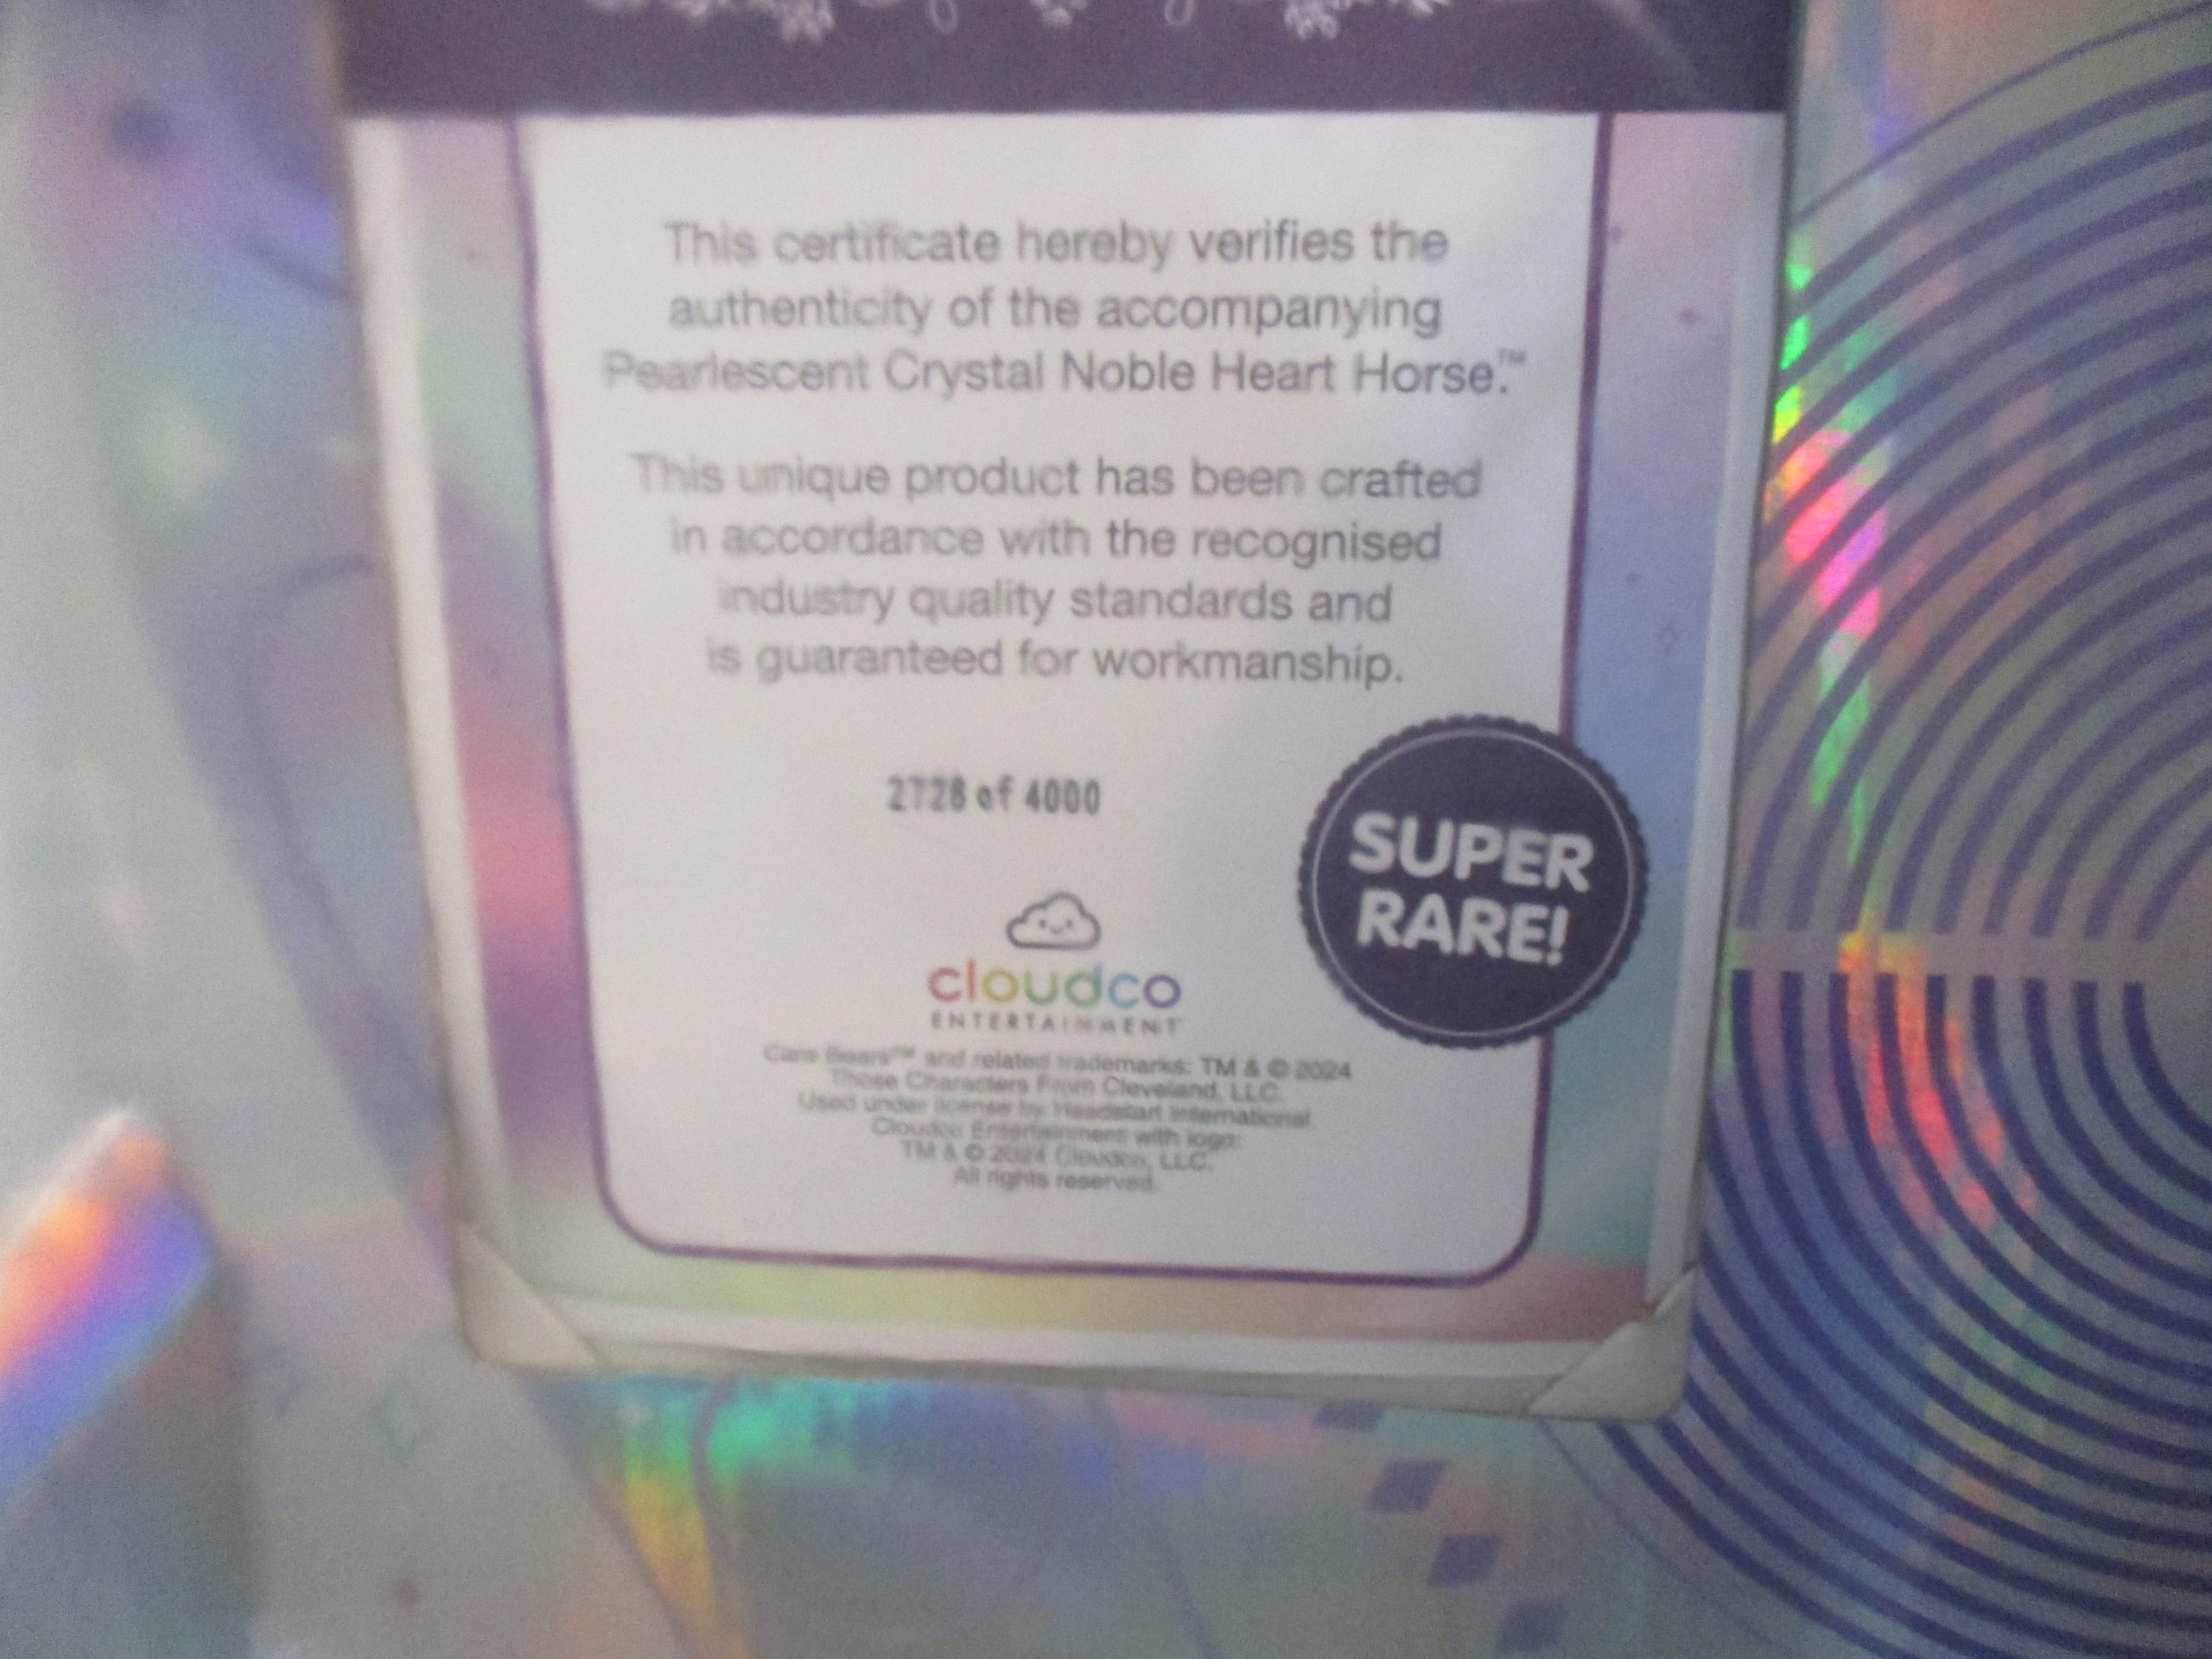 This certificate hereby verifies the
authenticity of the accompanying
Pearlescent Crystal Noble Heart Horse.™
This unique product has been crafted
in accordance with the recognised
industry quality standards and
is guaranteed for workmanship.
2728 of 4000
SUPER
RARE!
cloudco
ENTERTAINMENT
Care Bears™ and related trademarks: TM & © 2024
Those Characters From Cleveland, LLC.
Used under license by Headstart International.
Cloudco Entertainment with logo:
TM & © 2024 Cloudco, LLC.
All rights reserved.